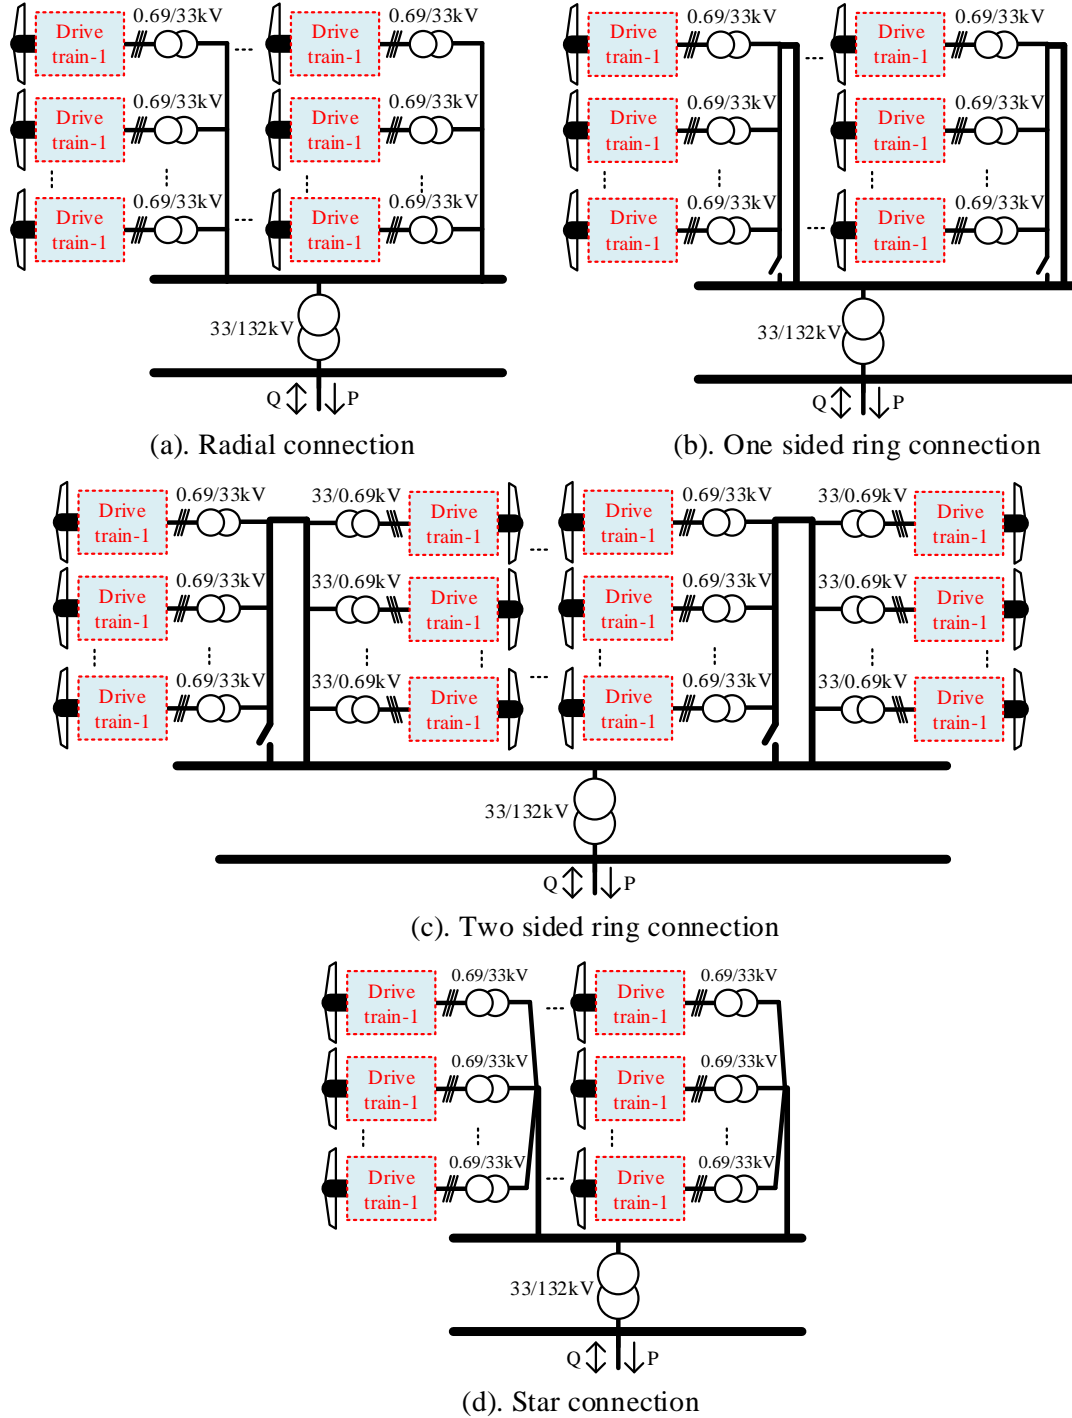 0.69/33kV 0.69/33kV 0.69/33kV 0.69/33kV
Drive Drive Drive Drive
train-1 train-1 train-1 train-1
0.69/33kV 0.69/33kV 0.69/33kV 0.69/33kV
Drive Drive Drive Drive
train-1 train-1 train-1 train-1
0.69/33kV 0.69/33kV 0.69/33kV 0.69/33kV
Drive Drive Drive Drive
train-1 train-1 train-1 train-1
33/132kV 33/132kV
Q P Q P
(a). Radial connection (b). One sided ring connection
0.69/33kV 33/0.69kV 0.69/33kV 33/0.69kV
Drive Drive Drive Drive
train-1 train-1 train-1 train-1
0.69/33kV 33/0.69kV 0.69/33kV 33/0.69kV
Drive Drive Drive Drive
train-1 train-1 train-1 train-1
0.69/33kV 33/0.69kV 0.69/33kV 33/0.69kV
Drive Drive Drive Drive
train-1 train-1 train-1 train-1
33/132kV
Q P
(c). Two sided ring connection
0.69/33kV 0.69/33kV
Drive Drive
train-1 train-1
0.69/33kV 0.69/33kV
Drive Drive
train-1 train-1
0.69/33kV 0.69/33kV
Drive Drive
train-1 train-1
33/132kV
Q P
(d). Star connection